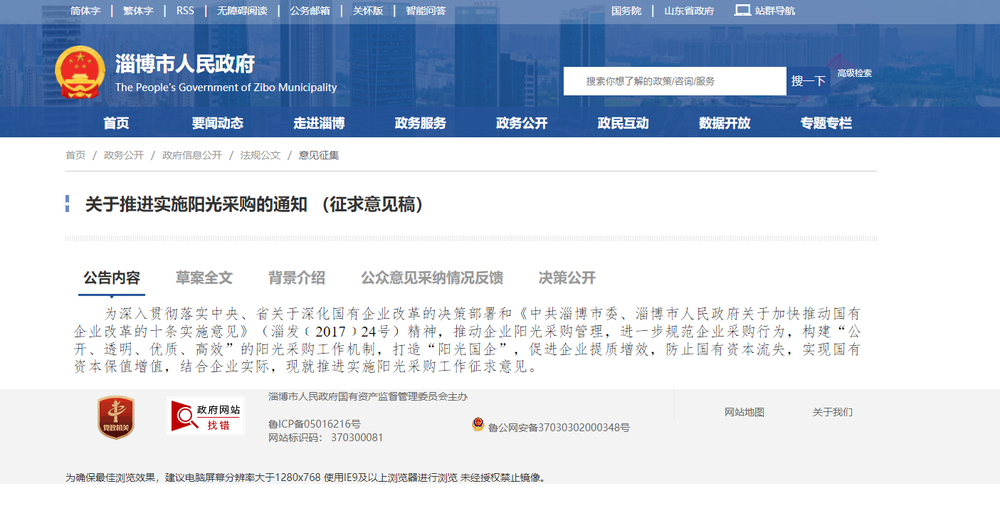 简体字 | 繁体字 | RSS | 无障碍阅读 | 公务邮箱 | 关怀版 | 智能问答 国务院 | 山东省政府 站群导航
淄博市人民政府
The People's Government of Zibo Municipality
搜索你想了解的政策/咨询/服务 搜一下 高级检索
首页 要闻动态 走进淄博 政务服务 政务公开 政民互动 数据开放 专题专栏
首页 / 政务公开 / 政府信息公开 / 法规公文 / 意见征集
关于推进实施阳光采购的通知 （征求意见稿）
公告内容 草案全文 背景介绍 公众意见采纳情况反馈 决策公开
为深入贯彻落实中央、省关于深化国有企业改革的决策部署和《中共淄博市委、淄博市人民政府关于加快推动国有
企业改革的十条实施意见》（淄发﹝2017﹞24号）精神，推动企业阳光采购管理，进一步规范企业采购行为，构建“公
开、透明、优质、高效”的阳光采购工作机制，打造“阳光国企”，促进企业提质增效，防止国有资本流失，实现国有
资本保值增值，结合企业实际，现就推进实施阳光采购工作征求意见。
党政机关
政府网站
找错
淄博市人民政府国有资产监督管理委员会主办
鲁ICP备05016216号
网站标识码： 370300081
鲁公网安备37030302000348号
网站地图 关于我们
为确保最佳浏览效果，建议电脑屏幕分辨率大于1280x768 使用IE9及以上浏览器进行浏览 未经授权禁止镜像。